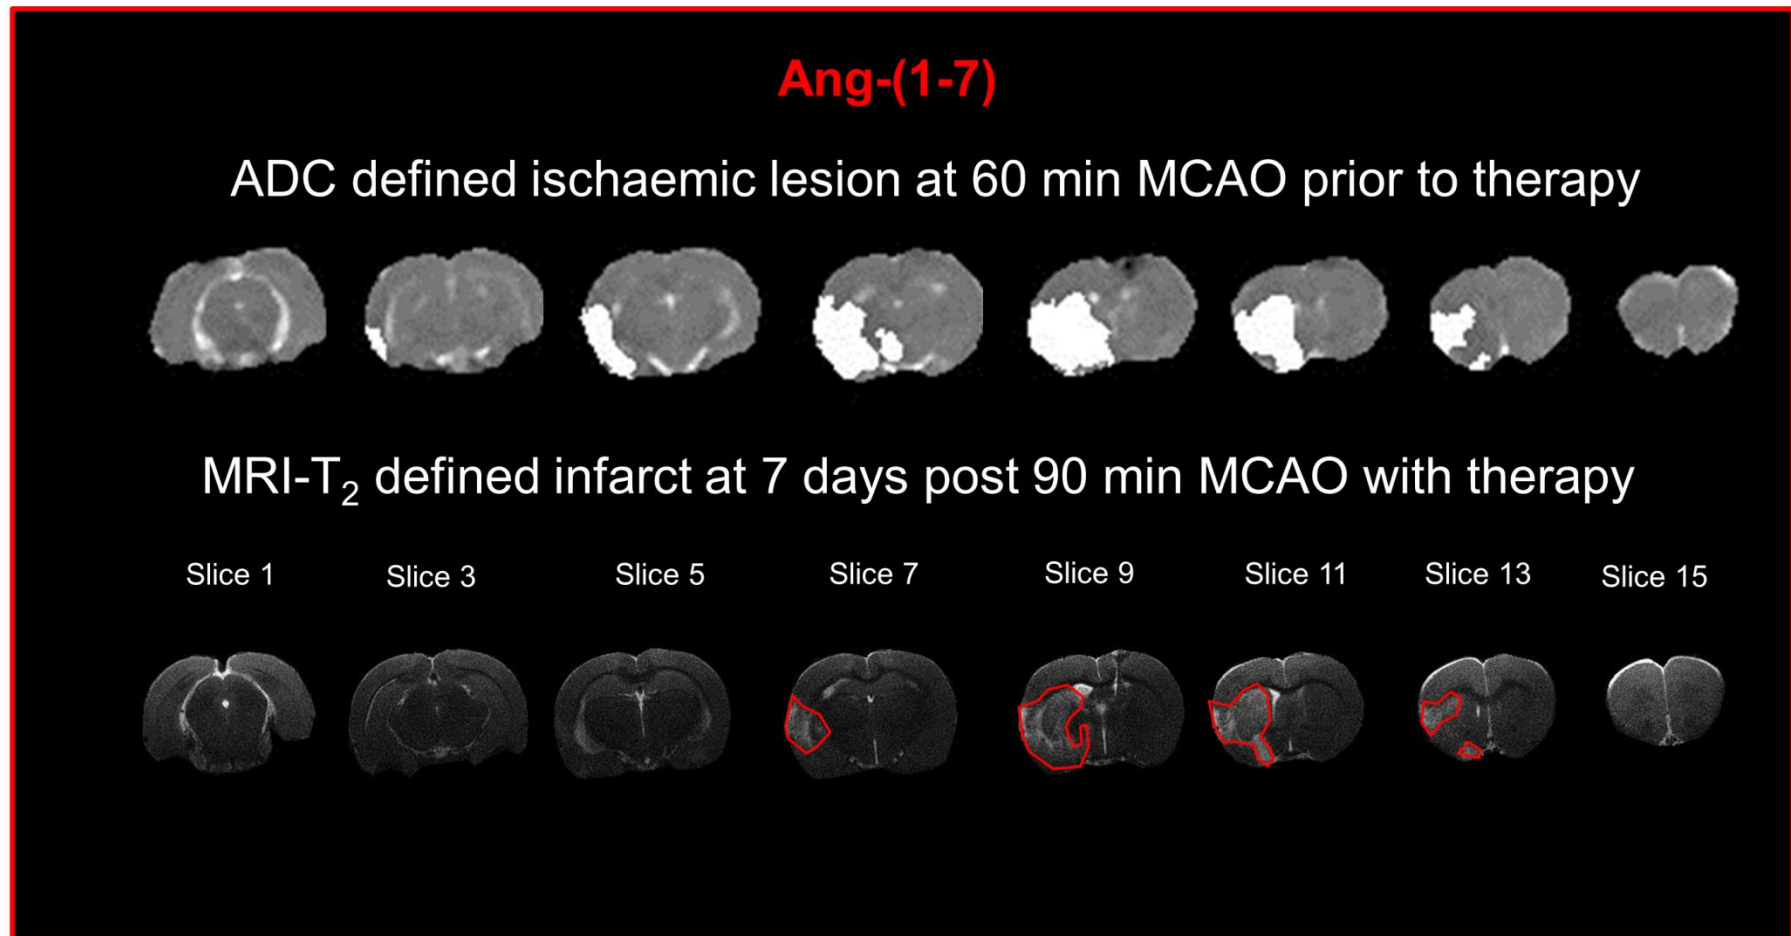 Ang-(1-7)
ADC defined ischaemic lesion at 60 min MCAO prior to therapy
MRI-T₂ defined infarct at 7 days post 90 min MCAO with therapy
Slice 1 Slice 3 Slice 5 Slice 7 Slice 9 Slice 11 Slice 13 Slice 15